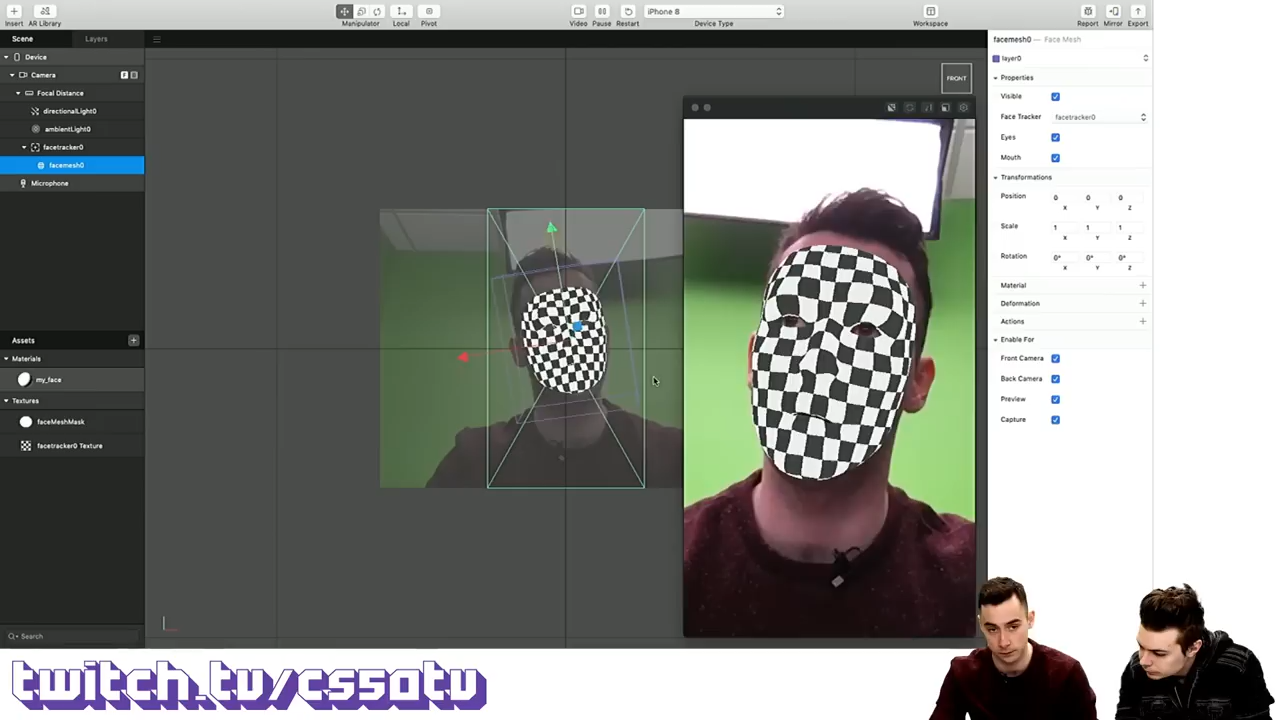 Insert
AR Library
Manipulator
Local
Pivot
Video
Pause
Restart
iPhone 8
Device Type
Workspace
Report
Mirror
Export
Scene
Layers
Device
Camera
Focal Distance
directionalLight0
ambientLight0
facetracker0
facemesh0
Microphone
Assets
Materials
my_face
Textures
faceMeshMask
facetracker0 Texture
Search
FRONT
facemesh0 — Face Mesh
layer0
Properties
Visible
Face Tracker facetracker0
Eyes
Mouth
Transformations
Position 0 0 0
X Y Z
Scale 1 1 1
X Y Z
Rotation 0° 0° 0°
X Y Z
Material
Deformation
Actions
Enable For
Front Camera
Back Camera
Preview
Capture
twitch.tv/cssatv